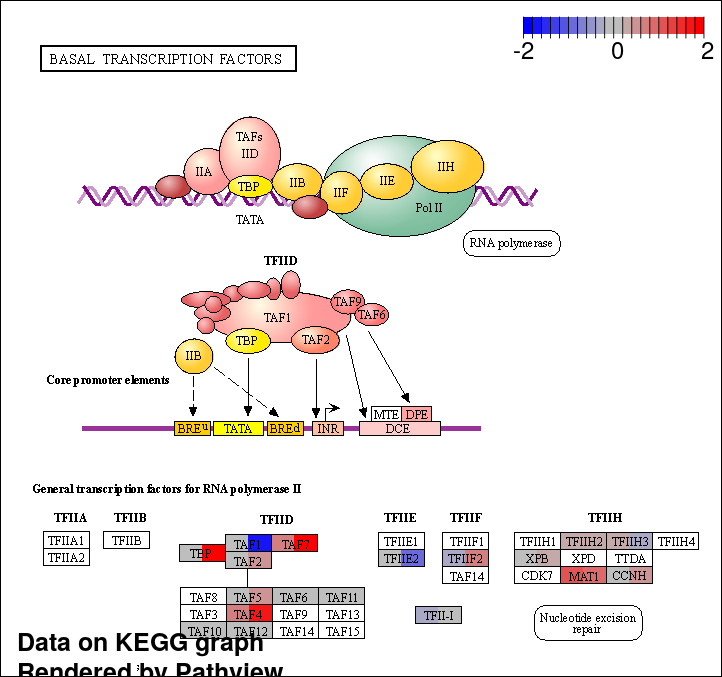 -2 0 2
BASAL TRANSCRIPTION FACTORS
TAFs
IID
IIA
TBP
IIB
IIF
IIE
IIH
Pol II
TATA
RNA polymerase
TFIID
TAF9
TAF6
TAF1
TBP
TAF2
IIB
Core promoter elements
MTE DPE
BREu TATA BREd INR DCE
General transcription factors for RNA polymerase II
TFIIA TFIIB TFIID TFIIE TFIIF TFIIH
TFIIA1 TFIIB TBP TAF1 TAF7 TFIIE1 TFIIF1 TFIIH1 TFIIH2 TFIIH3 TFIIH4
TFIIA2 TAF2 TFIIE2 TFIIF2 XPB XPD TTDA
TAF14 CDK7 MAT1 CCNH
TAF8 TAF5 TAF6 TAF11
TAF3 TAF4 TAF9 TAF13
TAF10 TAF12 TAF14 TAF15
TFII-I
Nucleotide excision
repair
Data on KEGG graph
Rendered by Pathview